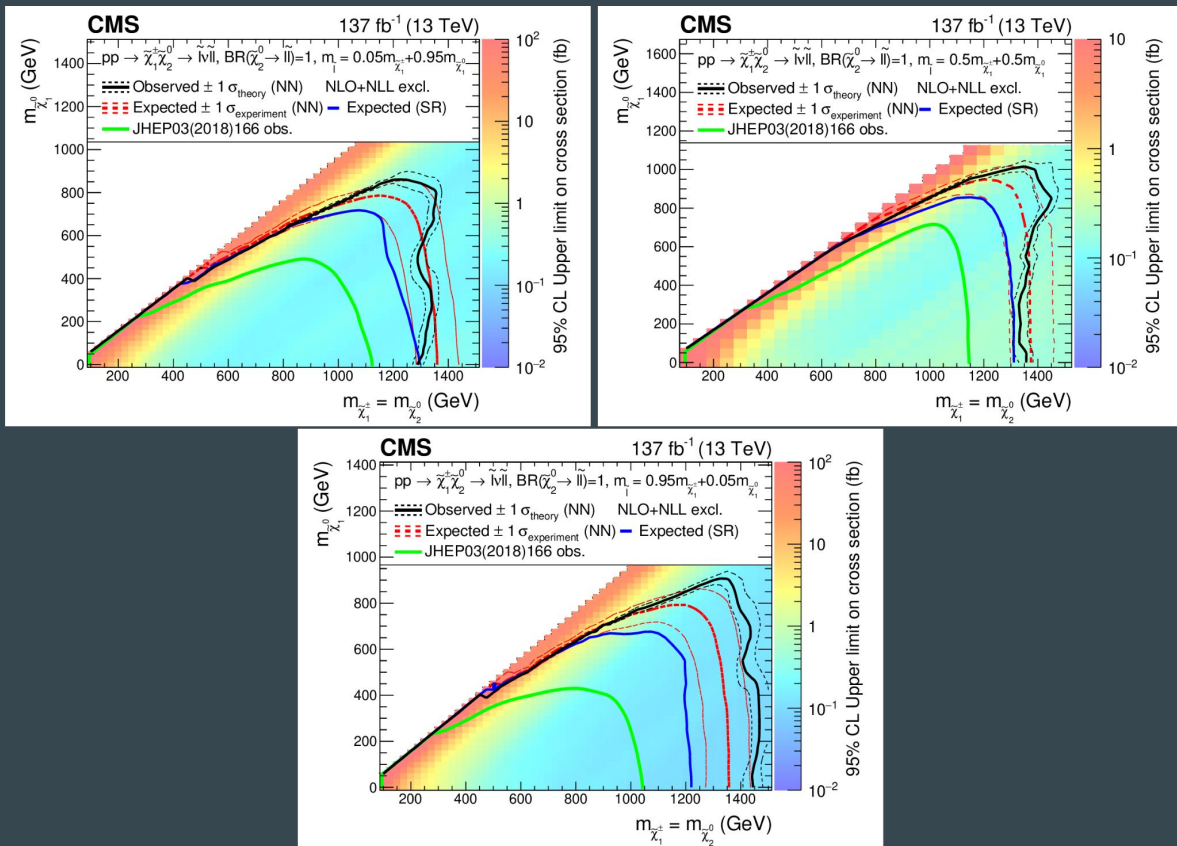 CMS 137 fb⁻¹ (13 TeV)
pp → χ̃₁±χ̃₂⁰ → l̃νl̃l, BR(χ̃₂⁰→ l̃l)=1, m_l̃ = 0.05m_χ̃₁± +0.95m_χ̃₁⁰
Observed ± 1 σ_theory (NN) NLO+NLL excl.
Expected ± 1 σ_experiment (NN) Expected (SR)
JHEP03(2018)166 obs.
m_χ̃₁⁰ (GeV)
1400
1200
1000
800
600
400
200
0
200 400 600 800 1000 1200 1400
m_χ̃₁± = m_χ̃₂⁰ (GeV)
10²
10
1
10⁻¹
10⁻²
95% CL Upper limit on cross section (fb)
CMS 137 fb⁻¹ (13 TeV)
pp → χ̃₁±χ̃₂⁰ → l̃νl̃l, BR(χ̃₂⁰→ l̃l)=1, m_l̃ = 0.5m_χ̃₁± +0.5m_χ̃₁⁰
Observed ± 1 σ_theory (NN) NLO+NLL excl.
Expected ± 1 σ_experiment (NN) Expected (SR)
JHEP03(2018)166 obs.
m_χ̃₁⁰ (GeV)
1600
1400
1200
1000
800
600
400
200
0
200 400 600 800 1000 1200 1400
m_χ̃₁± = m_χ̃₂⁰ (GeV)
10
1
10⁻¹
10⁻²
95% CL Upper limit on cross section (fb)
CMS 137 fb⁻¹ (13 TeV)
pp → χ̃₁±χ̃₂⁰ → l̃νl̃l, BR(χ̃₂⁰→ l̃l)=1, m_l̃ = 0.95m_χ̃₁± +0.05m_χ̃₁⁰
Observed ± 1 σ_theory (NN) NLO+NLL excl.
Expected ± 1 σ_experiment (NN) Expected (SR)
JHEP03(2018)166 obs.
m_χ̃₁⁰ (GeV)
1400
1200
1000
800
600
400
200
0
200 400 600 800 1000 1200 1400
m_χ̃₁± = m_χ̃₂⁰ (GeV)
10²
10
1
10⁻¹
10⁻²
95% CL Upper limit on cross section (fb)